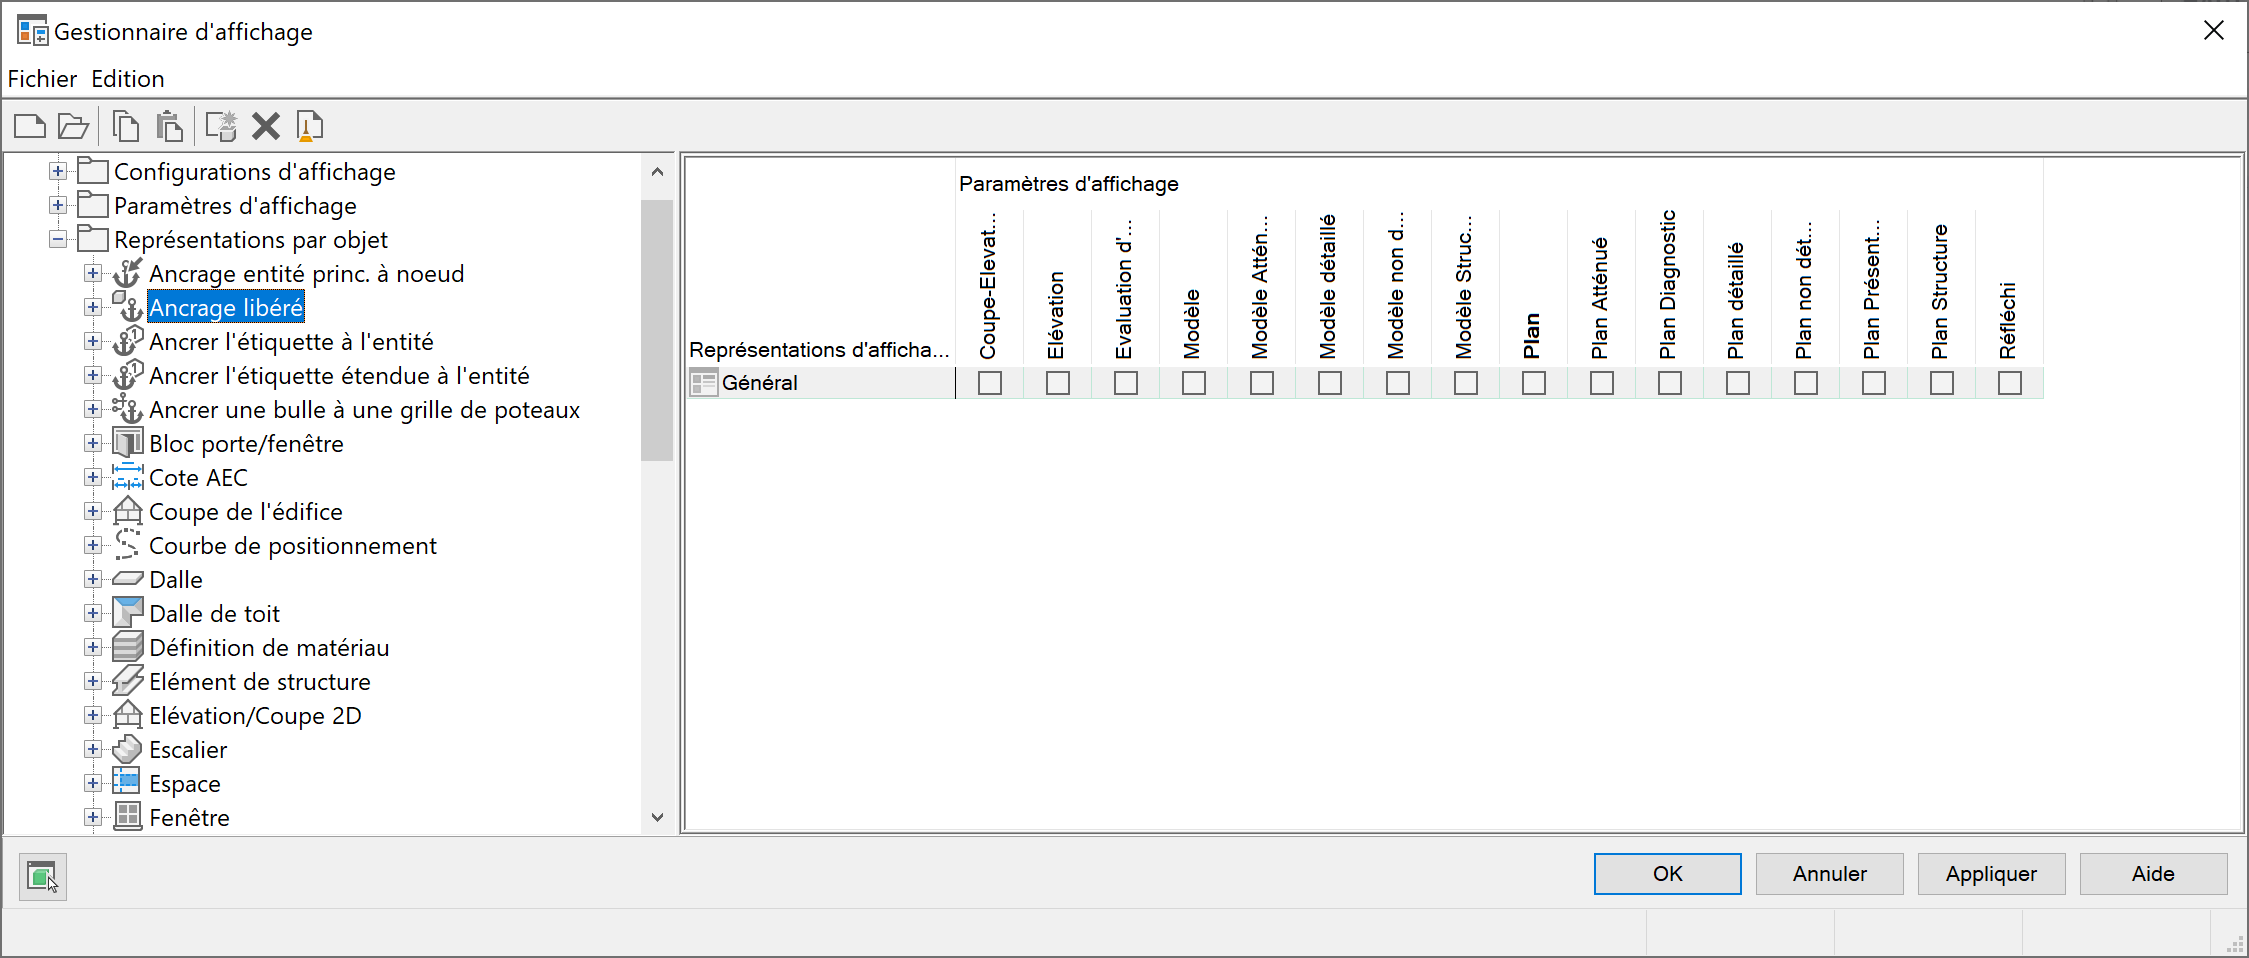 Gestionnaire d'affichage
Fichier Edition
Configurations d'affichage
Paramètres d'affichage
Représentations par objet
Ancrage entité princ. à noeud
Ancrage libéré
Ancrer l'étiquette à l'entité
Ancrer l'étiquette étendue à l'entité
Ancrer une bulle à une grille de poteaux
Bloc porte/fenêtre
Cote AEC
Coupe de l'édifice
Courbe de positionnement
Dalle
Dalle de toit
Définition de matériau
Elément de structure
Elévation/Coupe 2D
Escalier
Espace
Fenêtre
Paramètres d'affichage
Représentations d'afficha...
Coupe-Elevat...
Elévation
Evaluation d'...
Modèle
Modèle Attén...
Modèle détaillé
Modèle non d...
Modèle Struc...
Plan
Plan Atténué
Plan Diagnostic
Plan détaillé
Plan non dét...
Plan Présent...
Plan Structure
Réfléchi
Général
OK
Annuler
Appliquer
Aide